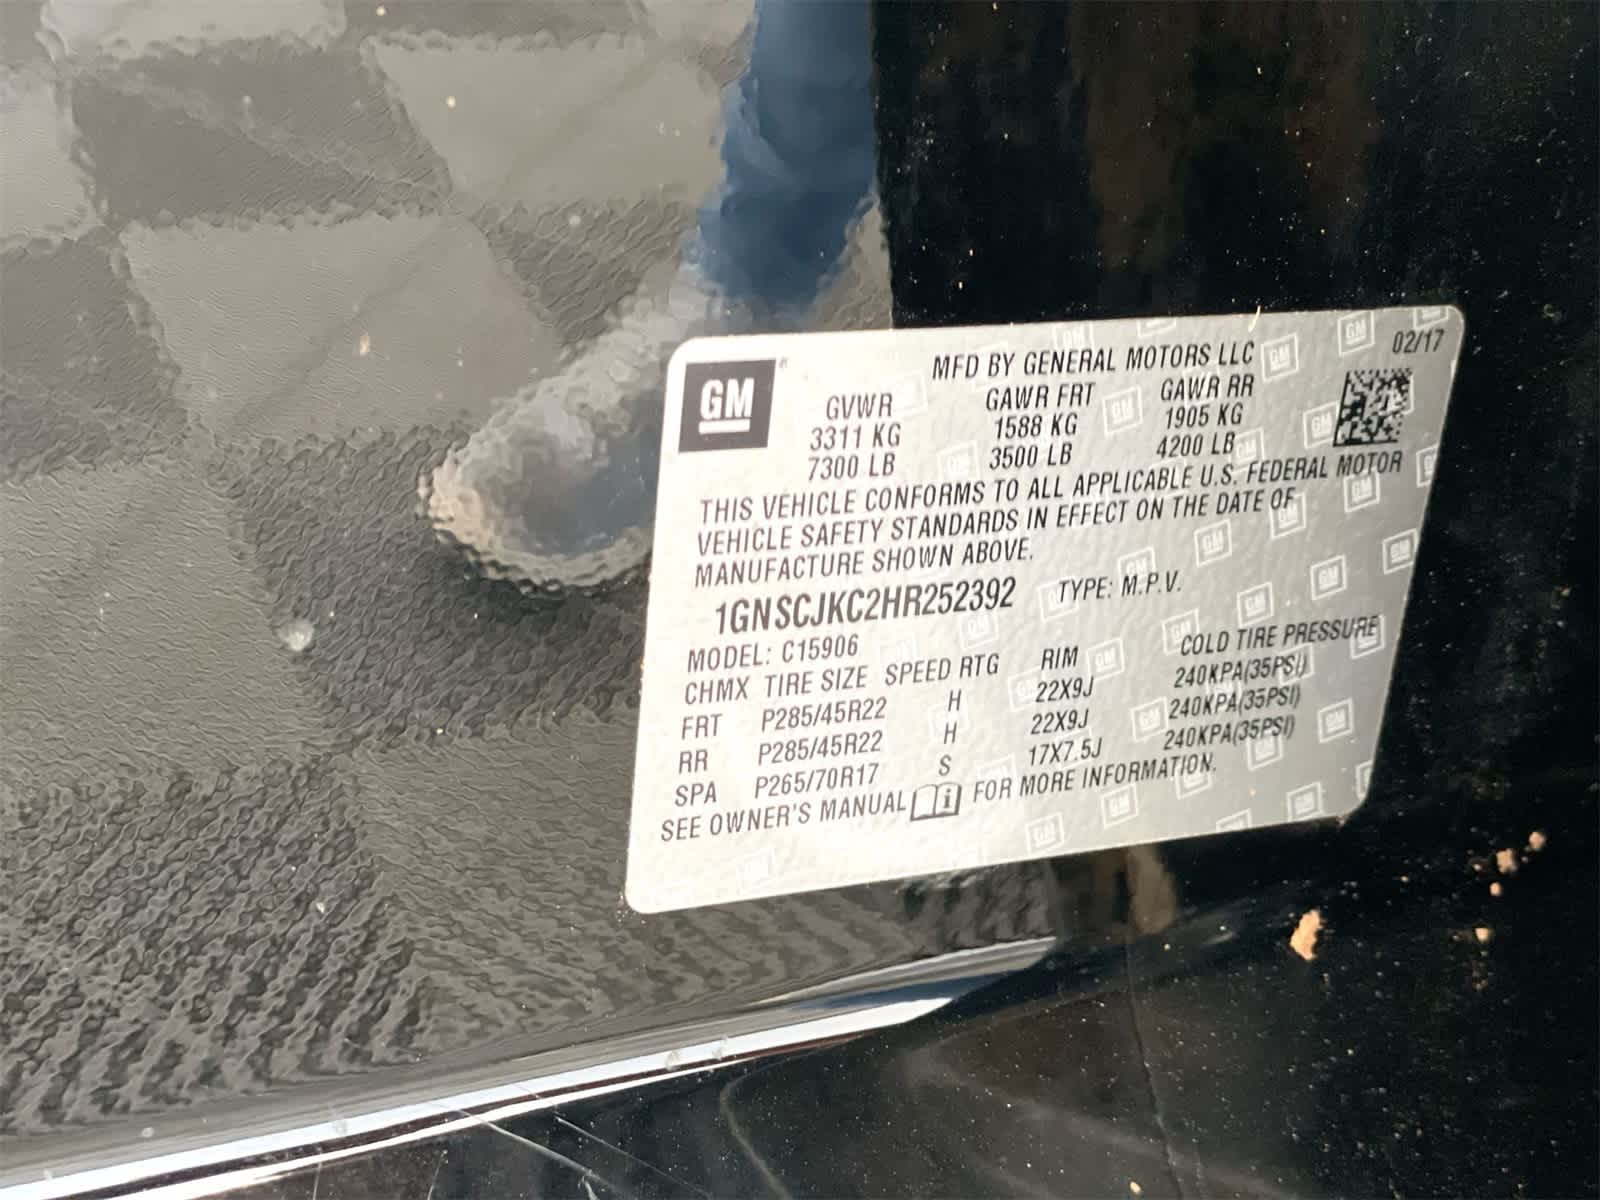 GM
MFD BY GENERAL MOTORS LLC 02/17
GVWR GAWR FRT GAWR RR
3311 KG 1588 KG 1905 KG
7300 LB 3500 LB 4200 LB
THIS VEHICLE CONFORMS TO ALL APPLICABLE U.S. FEDERAL MOTOR
VEHICLE SAFETY STANDARDS IN EFFECT ON THE DATE OF
MANUFACTURE SHOWN ABOVE.
1GNSCJKC2HR252392 TYPE: M.P.V.
MODEL: C15906
CHMX TIRE SIZE SPEED RTG RIM COLD TIRE PRESSURE
FRT P285/45R22 H 22X9J 240KPA(35PSI)
RR P285/45R22 H 22X9J 240KPA(35PSI)
SPA P265/70R17 S 17X7.5J 240KPA(35PSI)
SEE OWNER'S MANUAL i FOR MORE INFORMATION.